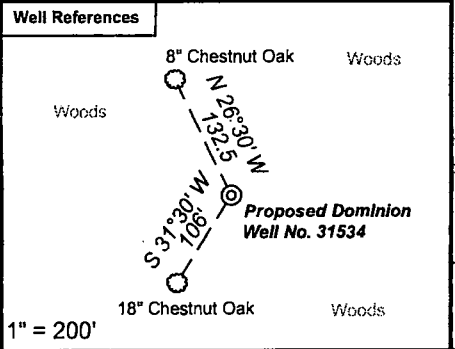 Well References
8" Chestnut Oak
Woods
Woods
N 26°30' W
132.5
S 31°30' W
106'
Proposed Dominion
Well No. 31534
18" Chestnut Oak
Woods
1" = 200'